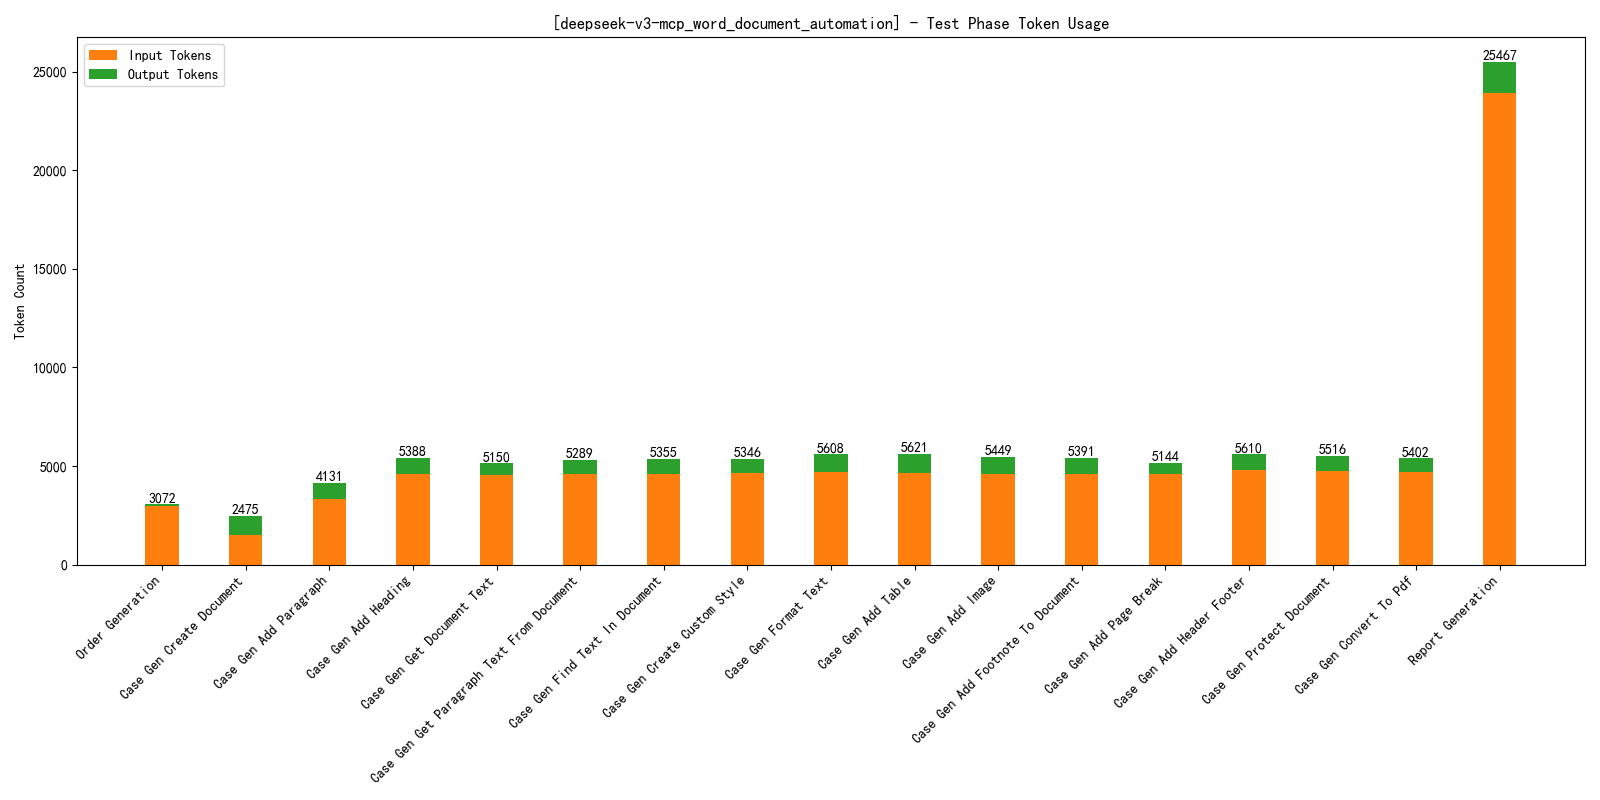 [deepseek-v3-mcp_word_document_automation] - Test Phase Token Usage
Input Tokens
Output Tokens
Token Count
25000
20000
15000
10000
5000
0
3072
2475
4131
5388
5150
5289
5355
5346
5608
5621
5449
5391
5144
5610
5516
5402
25467
Order Generation
Case Gen Create Document
Case Gen Add Paragraph
Case Gen Add Heading
Case Gen Get Document Text
Case Gen Get Paragraph Text From Document
Case Gen Find Text In Document
Case Gen Create Custom Style
Case Gen Format Text
Case Gen Add Table
Case Gen Add Image
Case Gen Add Footnote To Document
Case Gen Add Page Break
Case Gen Add Header Footer
Case Gen Protect Document
Case Gen Convert To Pdf
Report Generation